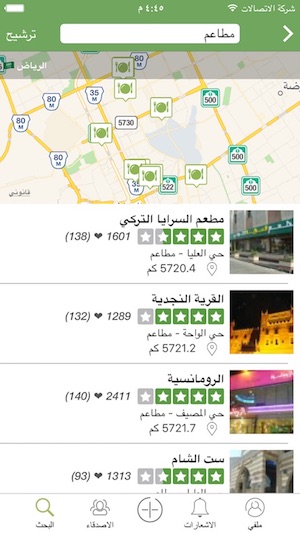 شركة الاتصالات
٤:٤٥ م
مطاعم
ترشيح
الرياض
80
M
35
M
500
80
M
5730
80
M
500
35
M
522
500
قانوني
مطعم السرايا التركي
1601 ❤ (138)
حي العليا - مطاعم
5720.4 كم
القرية النجدية
1289 ❤ (132)
حي الواحة - مطاعم
5721.2 كم
الرومانسية
2411 ❤ (140)
حي المصيف - مطاعم
5721.7 كم
ست الشام
1313 ❤ (93)
ملفي
الاشعارات
الاصدقاء
البحث